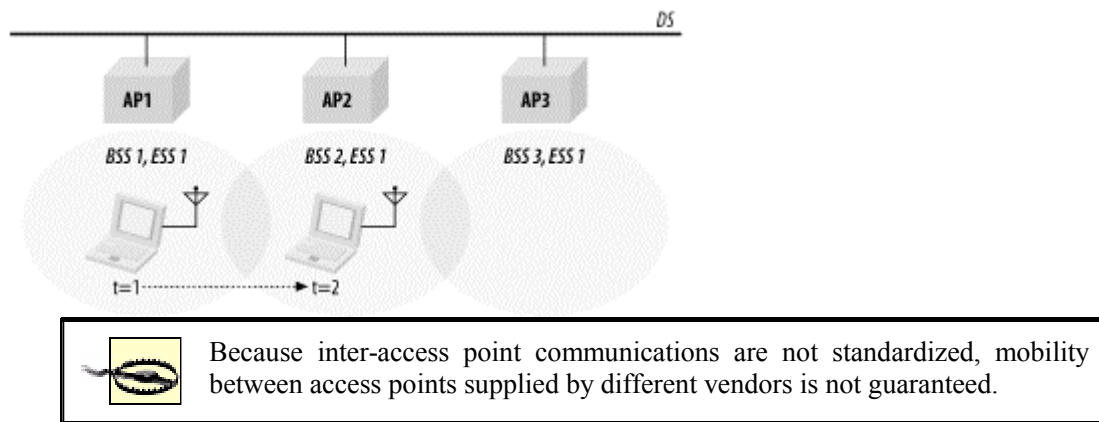 DS
AP1 AP2 AP3
BSS 1, ESS 1 BSS 2, ESS 1 BSS 3, ESS 1
t=1 t=2
Because inter-access point communications are not standardized, mobility
between access points supplied by different vendors is not guaranteed.